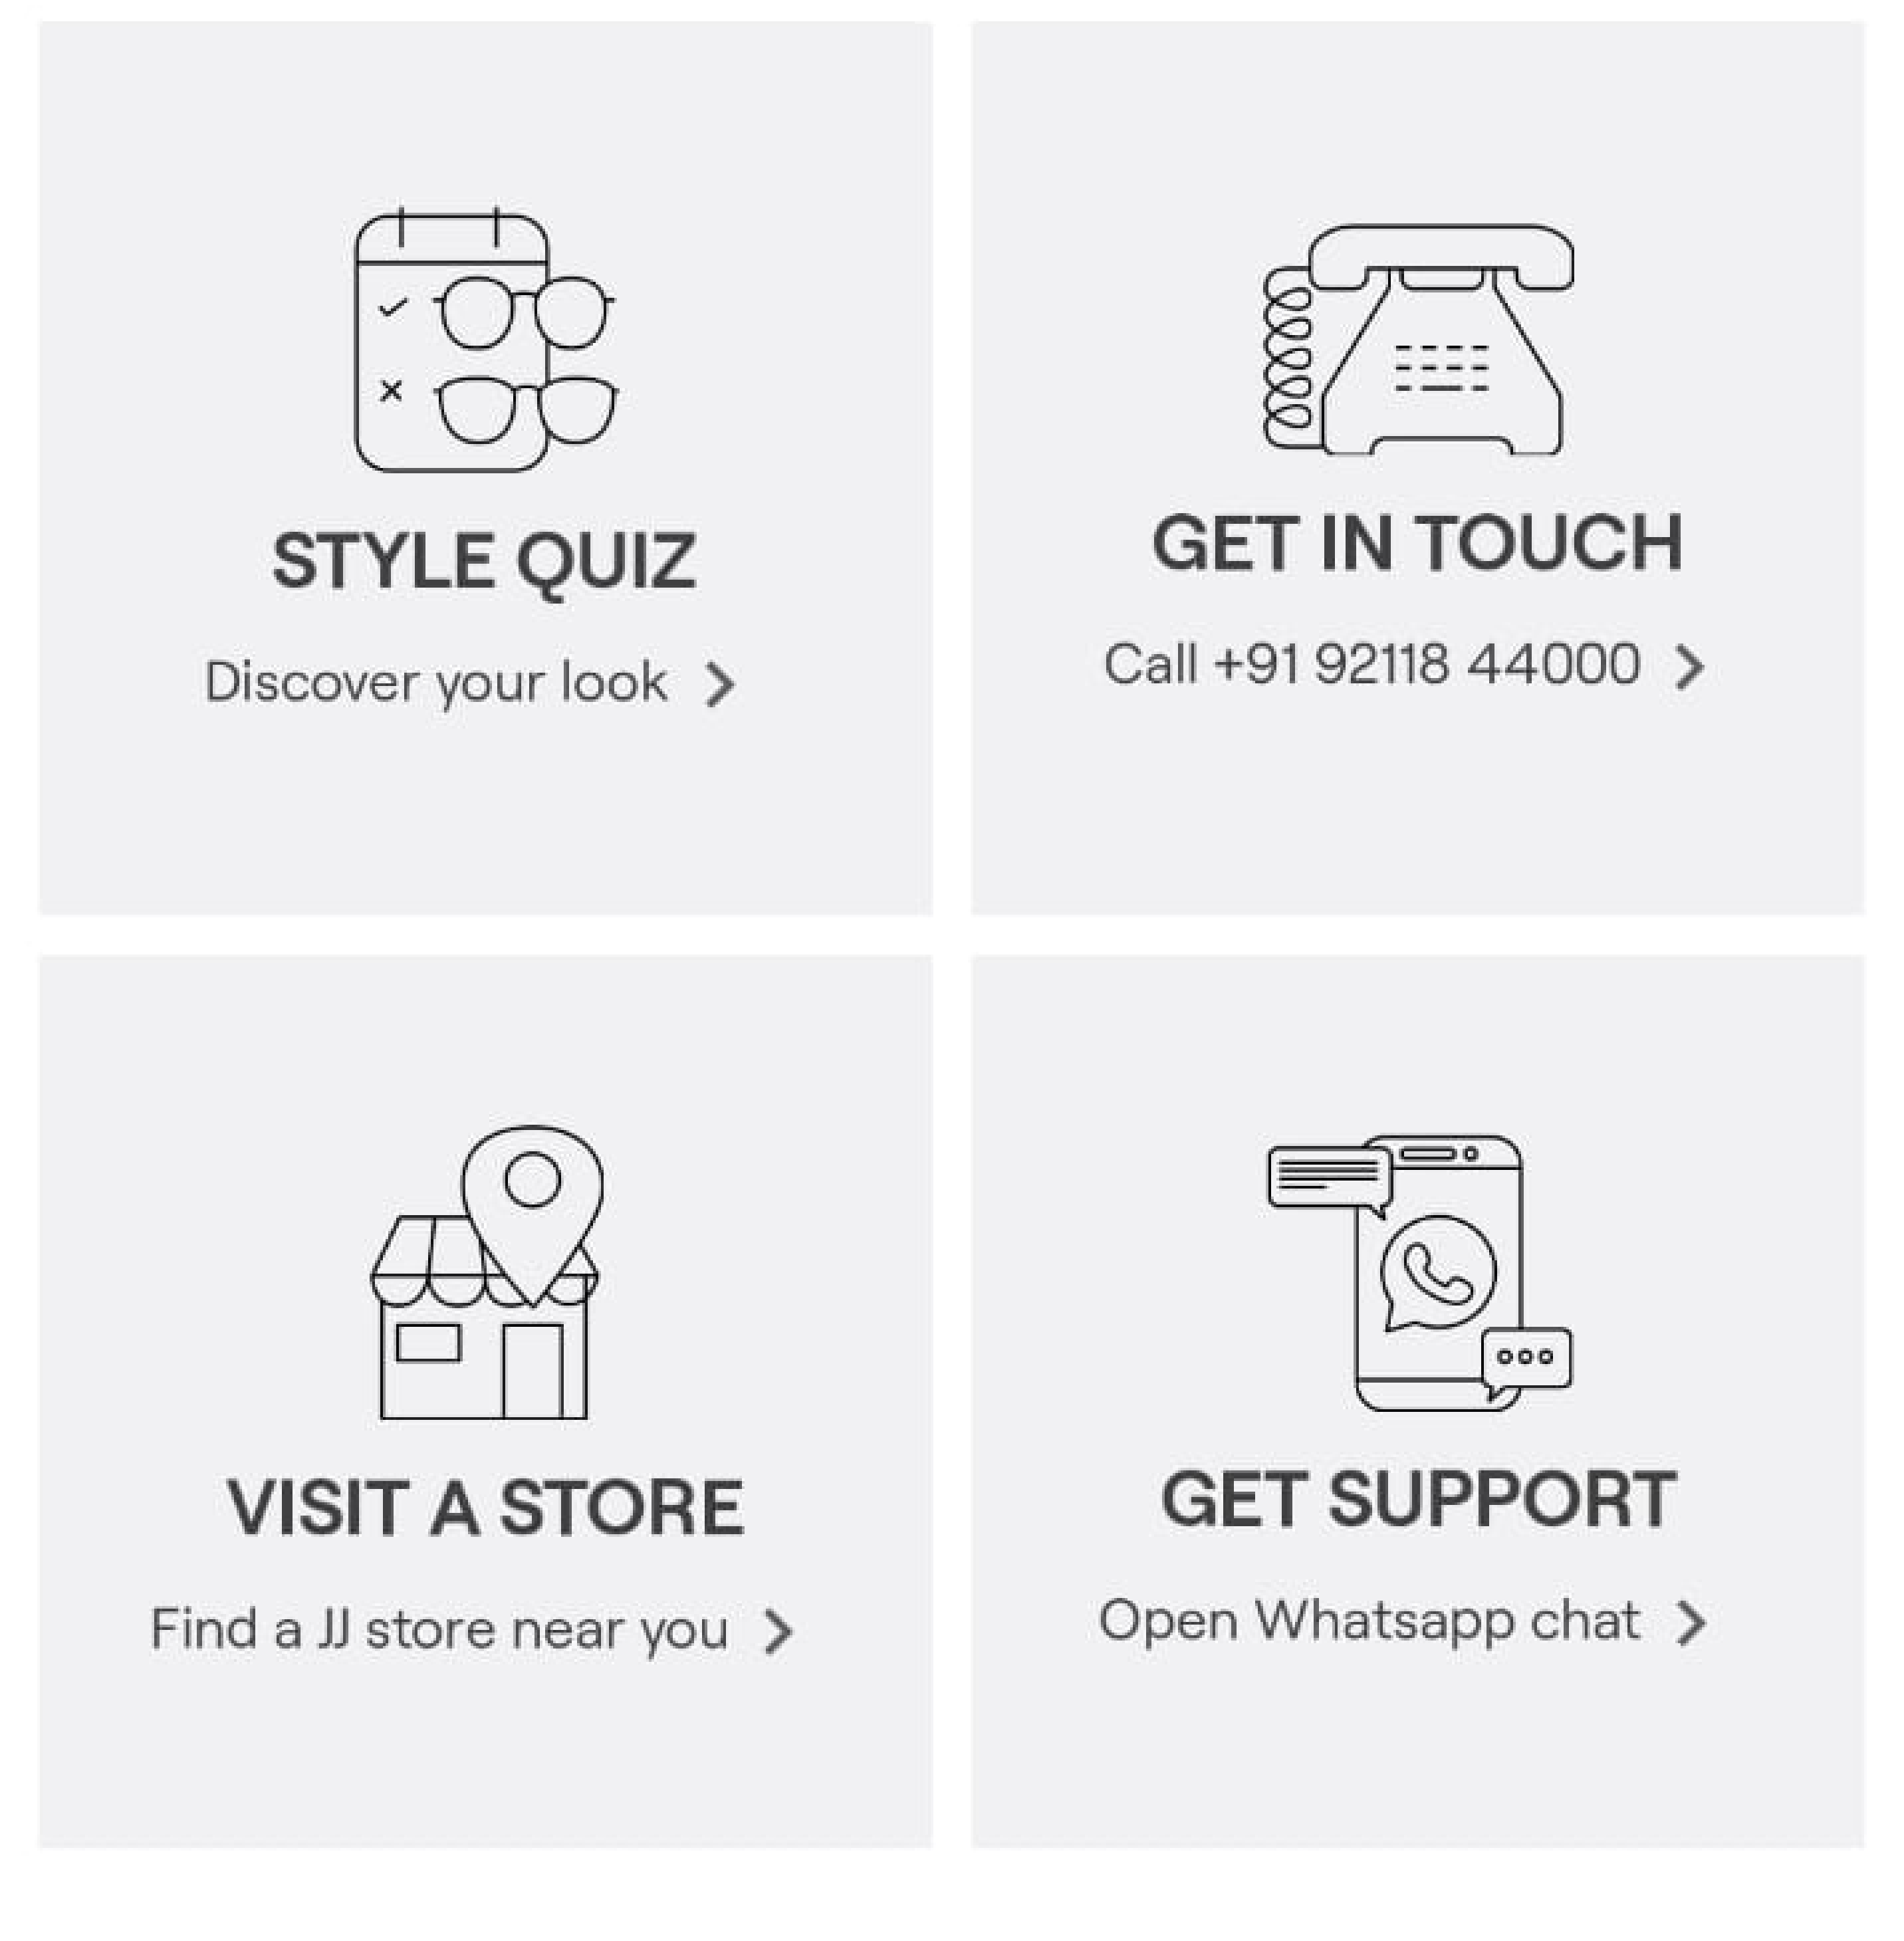 STYLE QUIZ
Discover your look
GET IN TOUCH
Call +91 92118 44000
VISIT A STORE
Find a JJ store near you
GET SUPPORT
Open Whatsapp chat